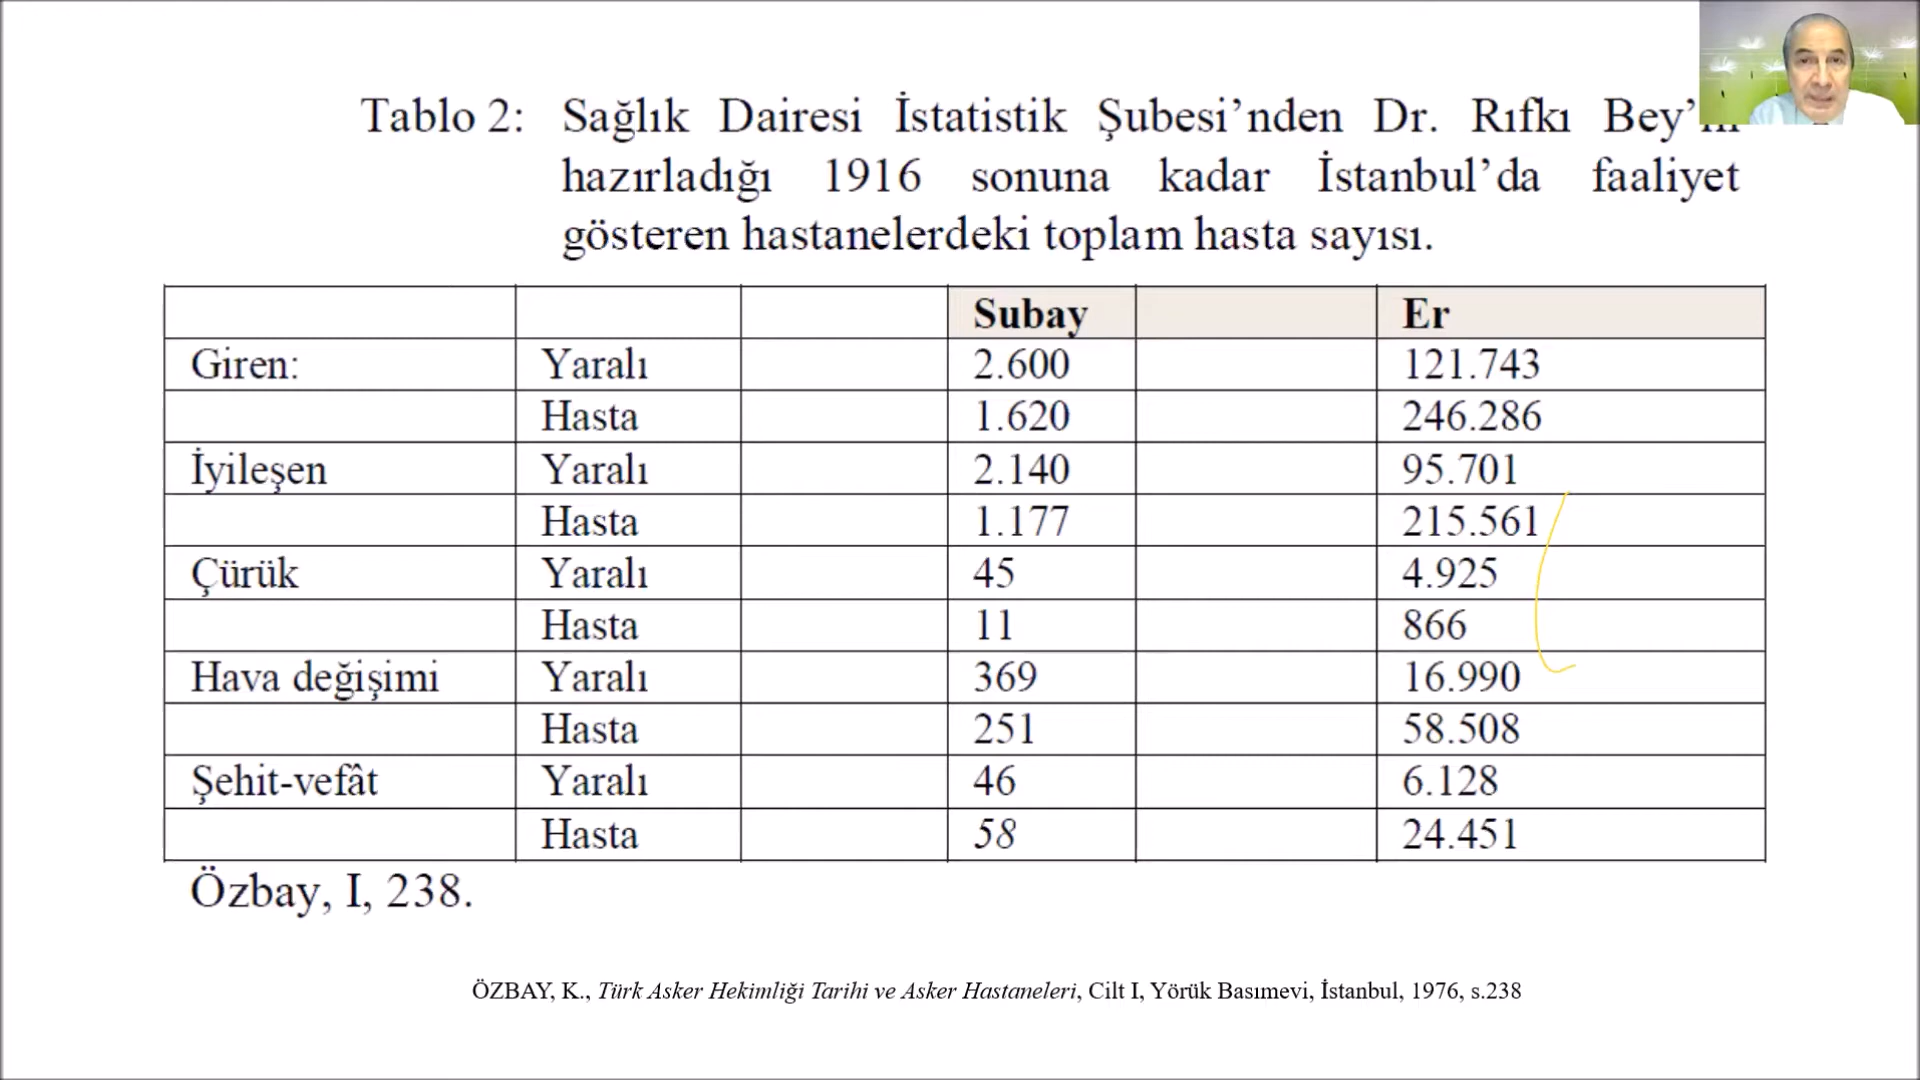 Tablo 2: Sağlık Dairesi İstatistik Şubesi’nden Dr. Rıfkı
hazırladığı 1916 sonuna kadar İstanbul’da faaliyet
gösteren hastanelerdeki toplam hasta sayısı.
Subay Er
Giren: Yaralı 2.600 121.743
Hasta 1.620 246.286
İyileşen Yaralı 2.140 95.701
Hasta 1.177 215.561
Çürük Yaralı 45 4.925
Hasta 11 866
Hava değişimi Yaralı 369 16.990
Hasta 251 58.508
Şehit-vefât Yaralı 46 6.128
Hasta 58 24.451
Özbay, I, 238.
ÖZBAY, K., Türk Asker Hekimliği Tarihi ve Asker Hastaneleri, Cilt I, Yörük Basımevi, İstanbul, 1976, s.238